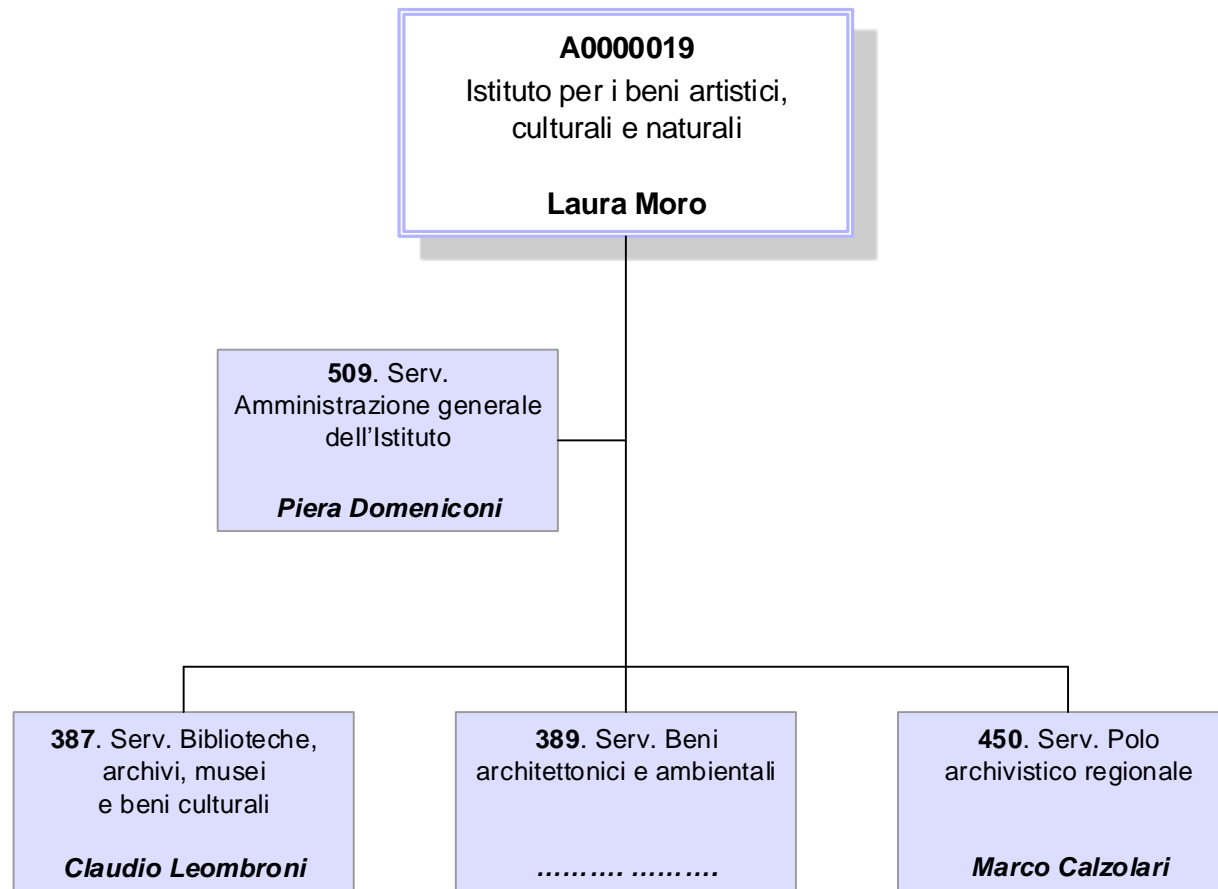 A0000019
Istituto per i beni artistici,
culturali e naturali
Laura Moro
509. Serv.
Amministrazione generale
dell'Istituto
Piera Domeniconi
387. Serv. Biblioteche,
archivi, musei
e beni culturali
Claudio Leombroni
389. Serv. Beni
architettonici e ambientali
………. ……….
450. Serv. Polo
archivistico regionale
Marco Calzolari